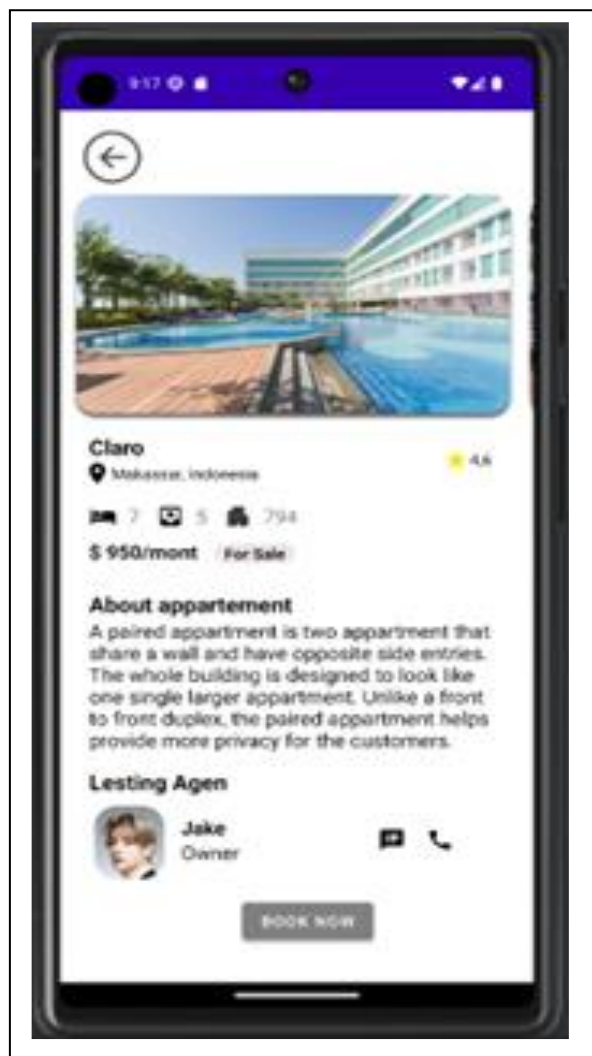 9:17
Claro
4,6
Makassar, Indonesia
7 5 794
$ 950/mont For Sale
About appartement
A paired appartment is two appartment that
share a wall and have opposite side entries.
The whole building is designed to look like
one single larger appartment. Unlike a front
to front duplex, the paired appartment helps
provide more privacy for the customers.
Lesting Agen
Jake
Owner
BOOK NOW